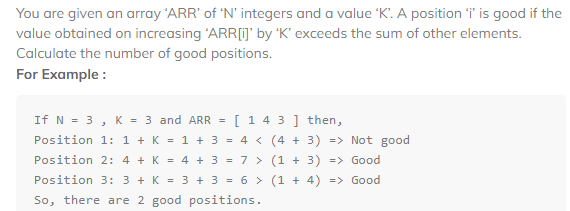 You are given an array ‘ARR’ of ‘N’ integers and a value ‘K’. A position ‘i’ is good if the
value obtained on increasing ‘ARR[i]’ by ‘K’ exceeds the sum of other elements.
Calculate the number of good positions.
For Example :
If N = 3 , K = 3 and ARR = [ 1 4 3 ] then,
Position 1: 1 + K = 1 + 3 = 4 < (4 + 3) => Not good
Position 2: 4 + K = 4 + 3 = 7 > (1 + 3) => Good
Position 3: 3 + K = 3 + 3 = 6 > (1 + 4) => Good
So, there are 2 good positions.